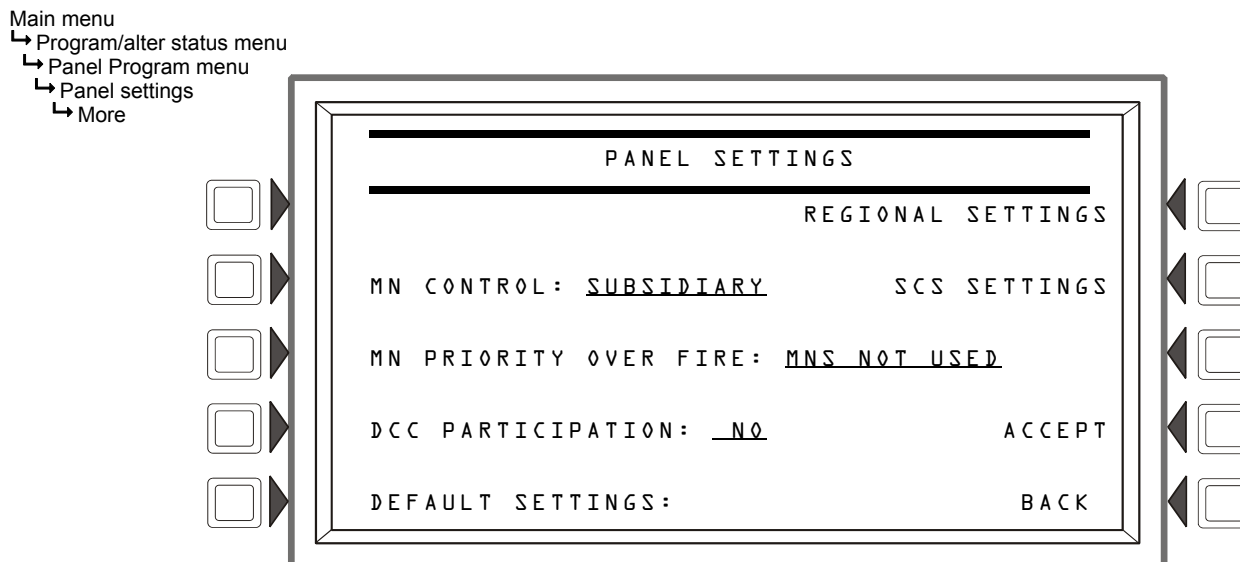 Main menu
Program/alter status menu
Panel Program menu
Panel settings
More
PANEL SETTINGS
REGIONAL SETTINGS
MN CONTROL: SUBSIDIARY SCS SETTINGS
MN PRIORITY OVER FIRE: MNS NOT USED
DCC PARTICIPATION: NO ACCEPT
DEFAULT SETTINGS: BACK